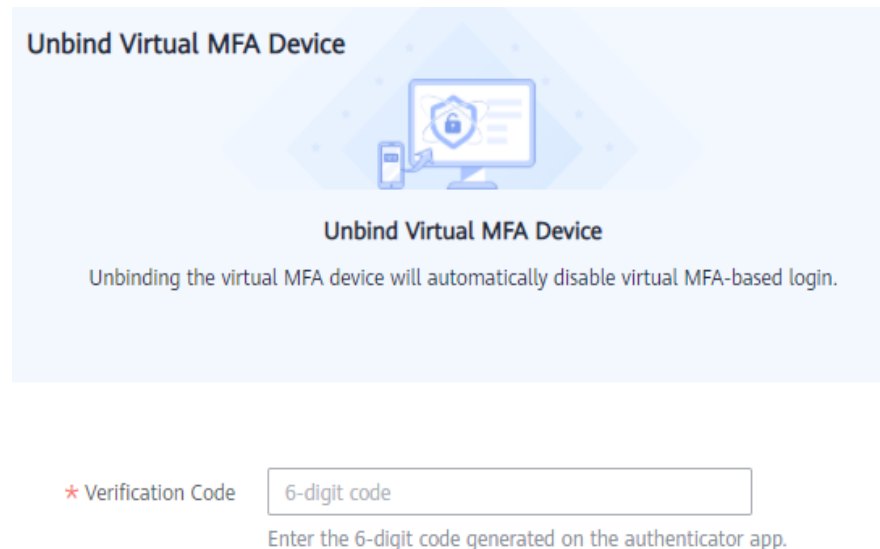 Unbind Virtual MFA Device
Unbind Virtual MFA Device
Unbinding the virtual MFA device will automatically disable virtual MFA-based login.
* Verification Code
6-digit code
Enter the 6-digit code generated on the authenticator app.